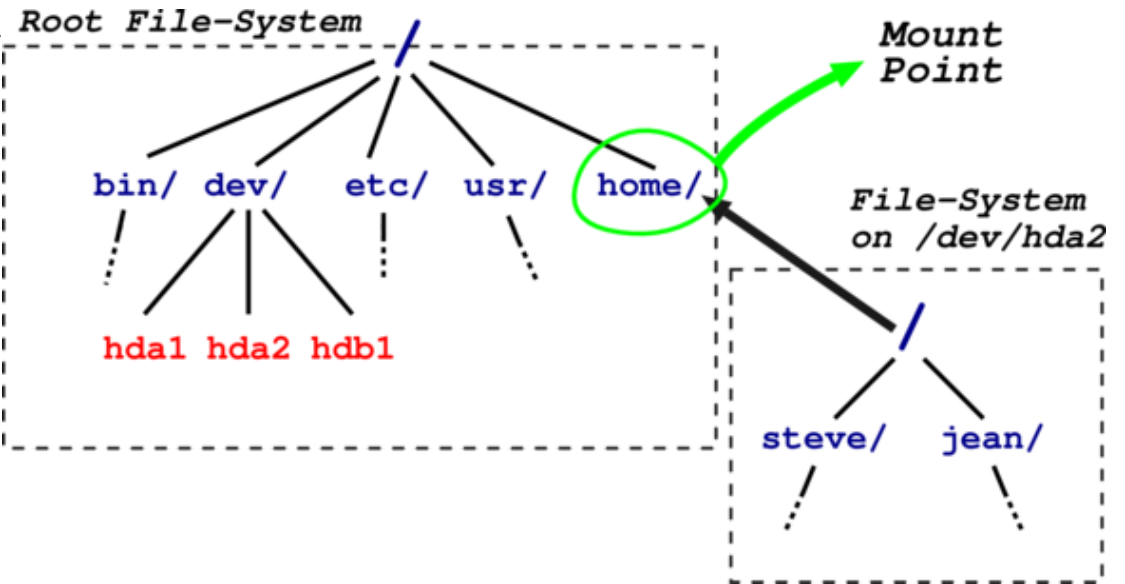 Root File-System
/
Mount
Point
bin/ dev/ etc/ usr/ home/
File-System
on /dev/hda2
/
hda1 hda2 hdb1
steve/ jean/